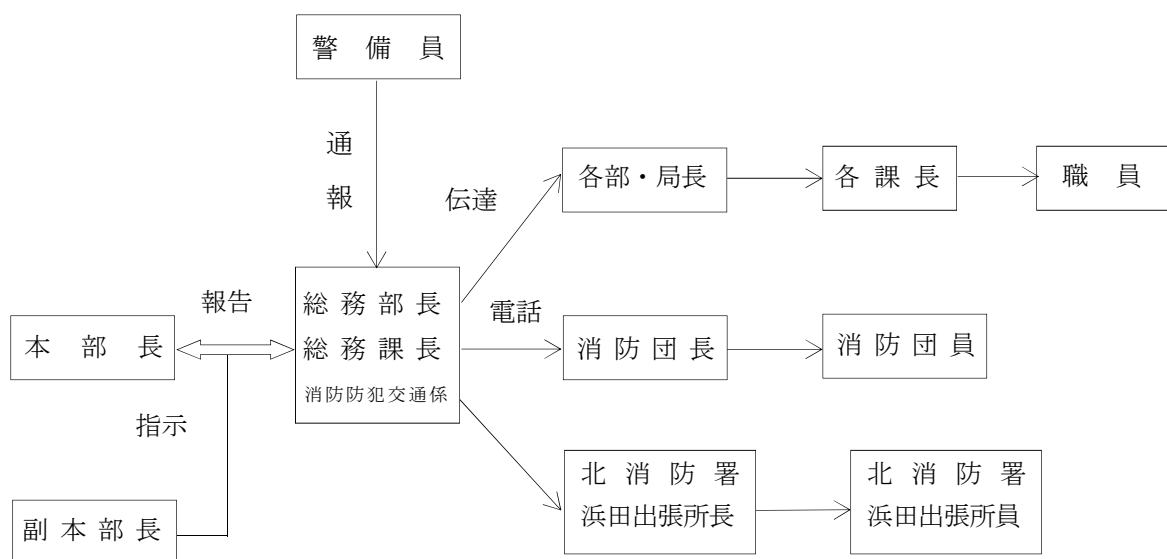 警備員
通報
各部・局長
各課長
職員
伝達
報告
総務部長
総務課長
消防防犯交通係
電話
本部長
消防団長
消防団員
指示
北消防署
浜田出張所長
北消防署
浜田出張所員
副本部長